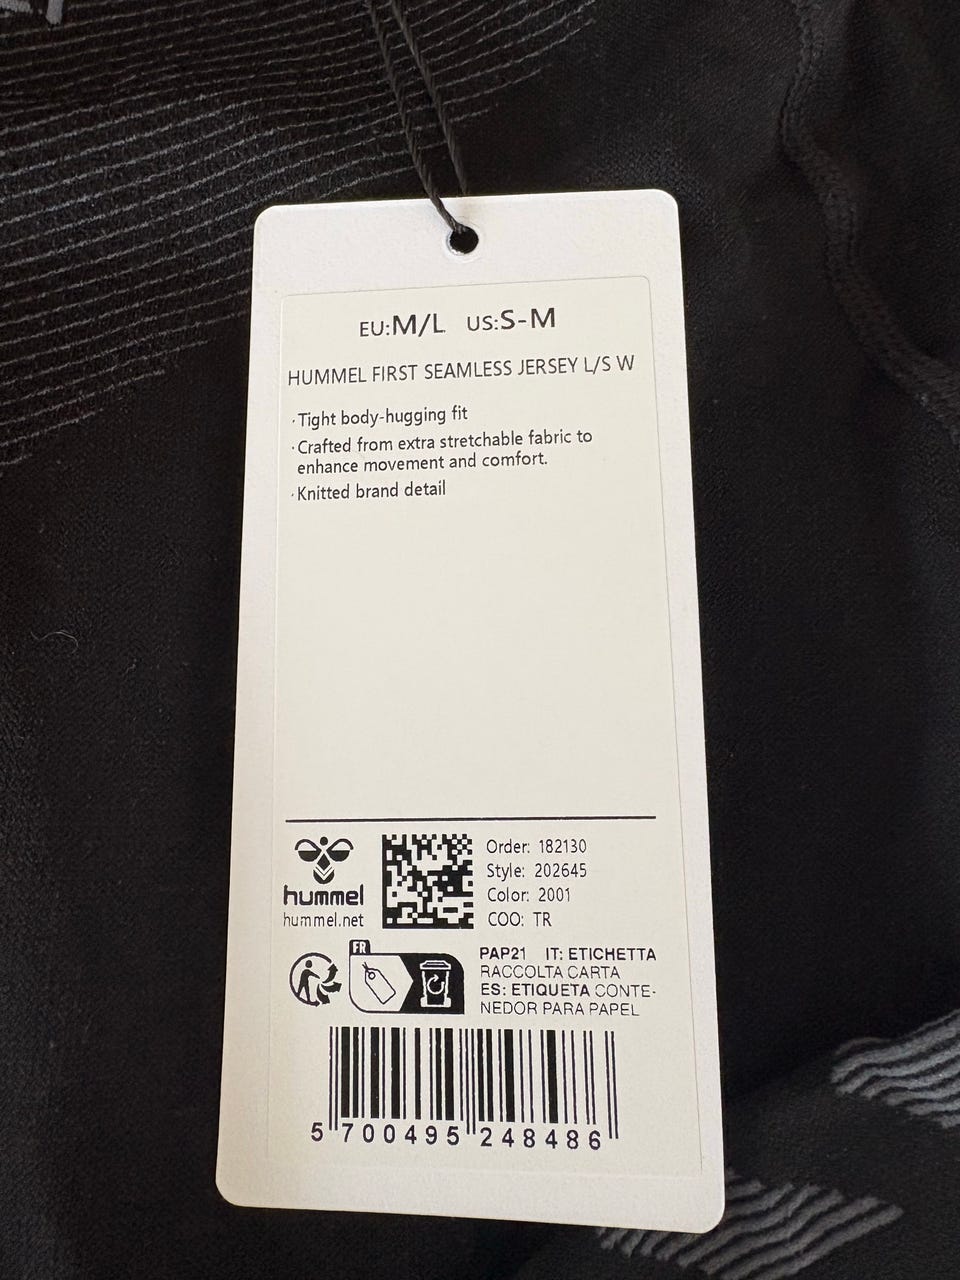 EU:M/L US:S-M
HUMMEL FIRST SEAMLESS JERSEY L/S W
·Tight body-hugging fit
·Crafted from extra stretchable fabric to
enhance movement and comfort.
·Knitted brand detail
hummel
hummel.net
Order: 182130
Style: 202645
Color: 2001
COO: TR
FR
PAP21 IT: ETICHETTA
RACCOLTA CARTA
ES: ETIQUETA CONTE-
NEDOR PARA PAPEL
5 700495 248486